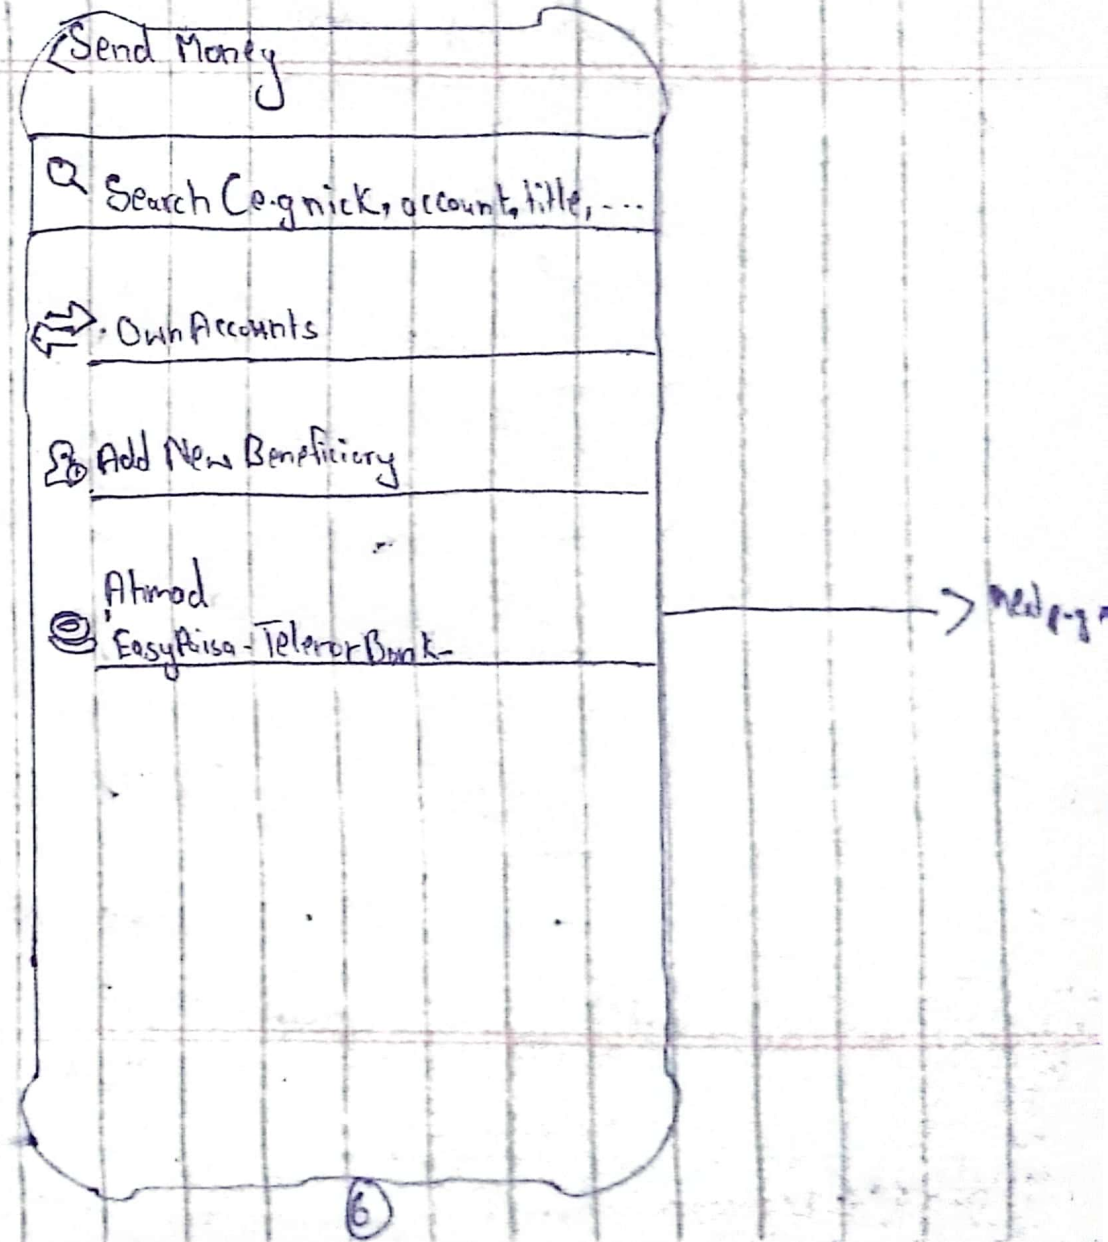 <Send Money
Search (e.g nick, account, title, ...
Own Accounts
Add New Beneficiary
Ahmad
EasyPaisa - Telenor Bank
6